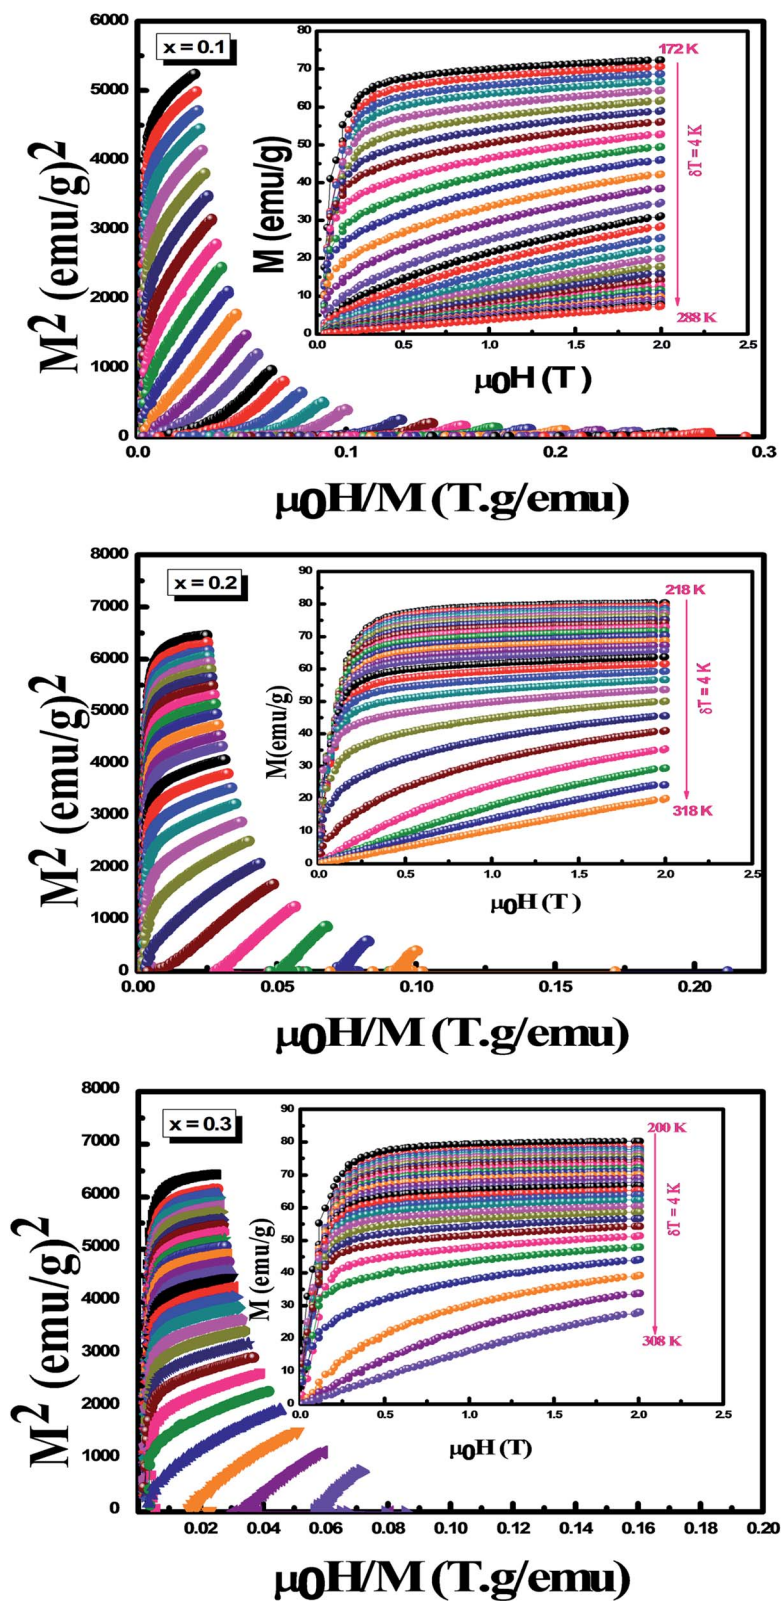 x = 0.1
M2 (emu/g)2
6000
5000
4000
3000
2000
1000
0
0.0 0.1 0.2 0.3
μ0H/M (T.g/emu)
M (emu/g)
80
70
60
50
40
30
20
10
0
0.0 0.5 1.0 1.5 2.0 2.5
μ0H (T)
172 K
δT = 4 K
288 K
x = 0.2
M2 (emu/g)2
8000
7000
6000
5000
4000
3000
2000
1000
0
0.00 0.05 0.10 0.15 0.20
μ0H/M (T.g/emu)
M(emu/g)
90
80
70
60
50
40
30
20
10
0
0.0 0.5 1.0 1.5 2.0 2.5
μ0H (T)
218 K
δT = 4 K
318 K
x = 0.3
M2 (emu/g)2
8000
7000
6000
5000
4000
3000
2000
1000
0
0.02 0.04 0.06 0.08 0.10 0.12 0.14 0.16 0.18 0.20
μ0H/M (T.g/emu)
M (emu/g)
90
80
70
60
50
40
30
20
10
0
0.0 0.5 1.0 1.5 2.0 2.5
μ0H (T)
200 K
δT = 4 K
308 K